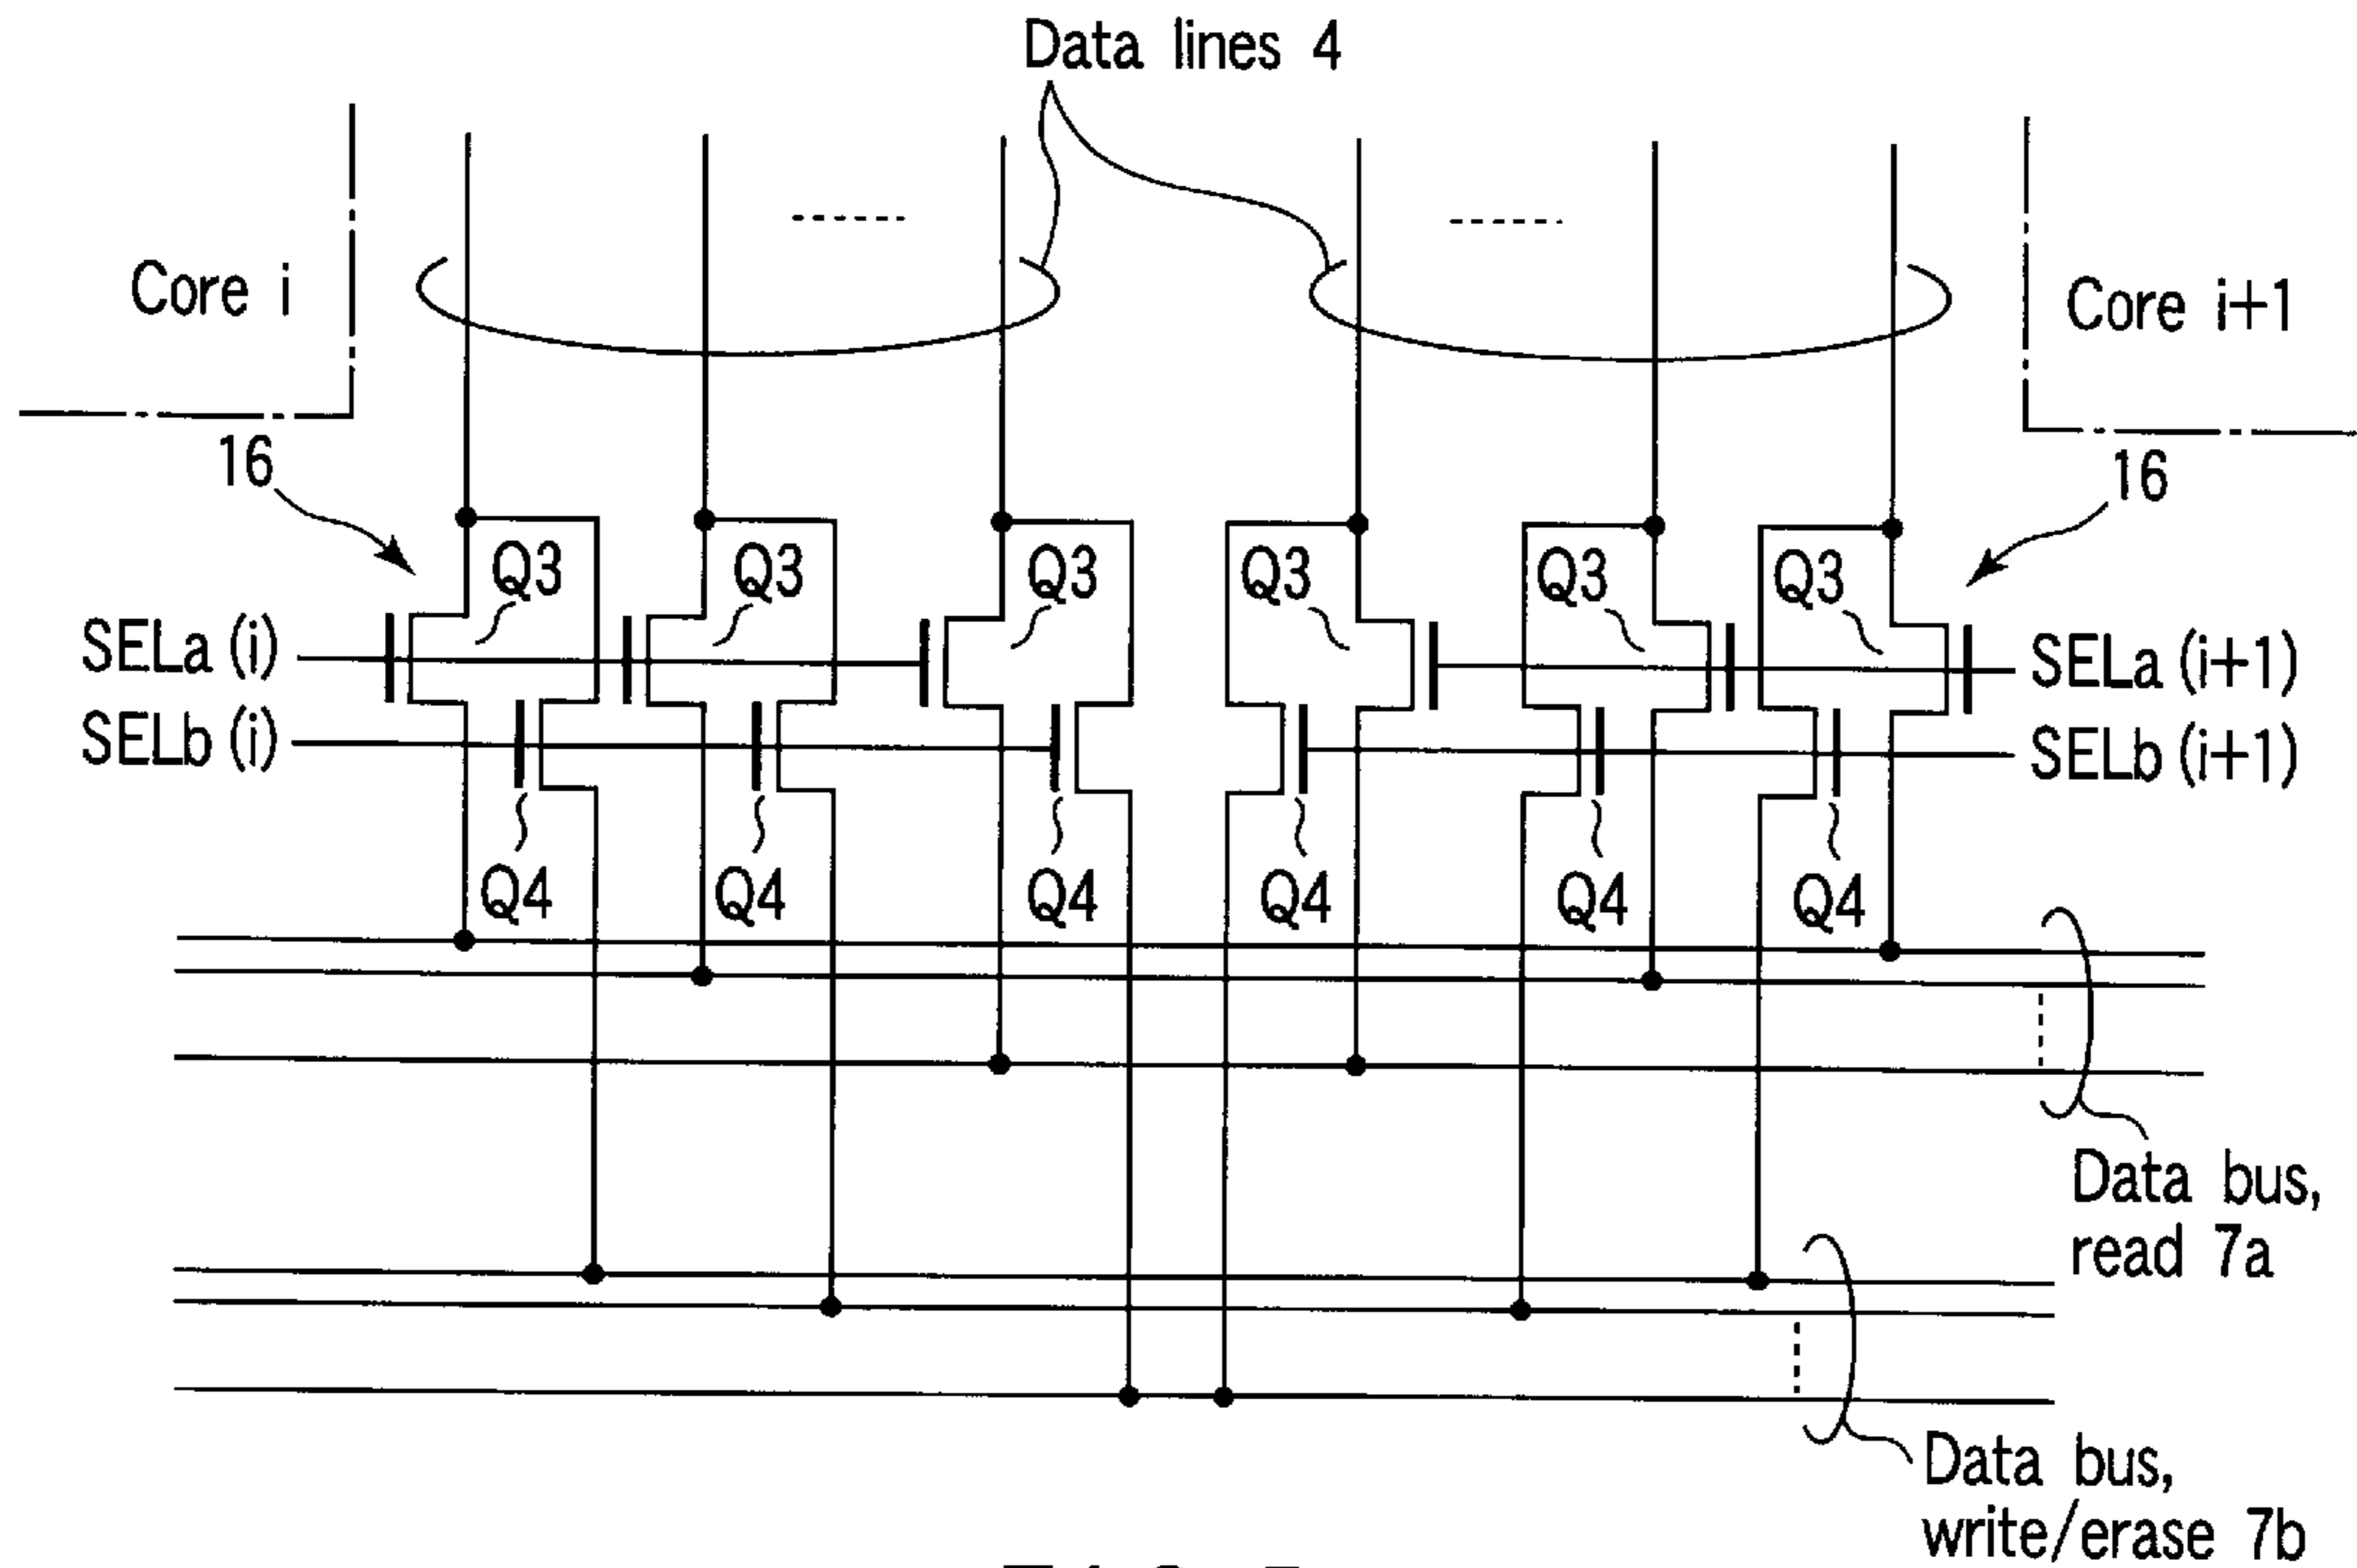 Data lines 4
Core i
Core i+1
16
16
Q3
Q3
Q3
Q3
Q3
Q3
SELa (i)
SELa (i+1)
SELb (i)
SELb (i+1)
Q4
Q4
Q4
Q4
Q4
Q4
Data bus,
read 7a
Data bus,
write/erase 7b